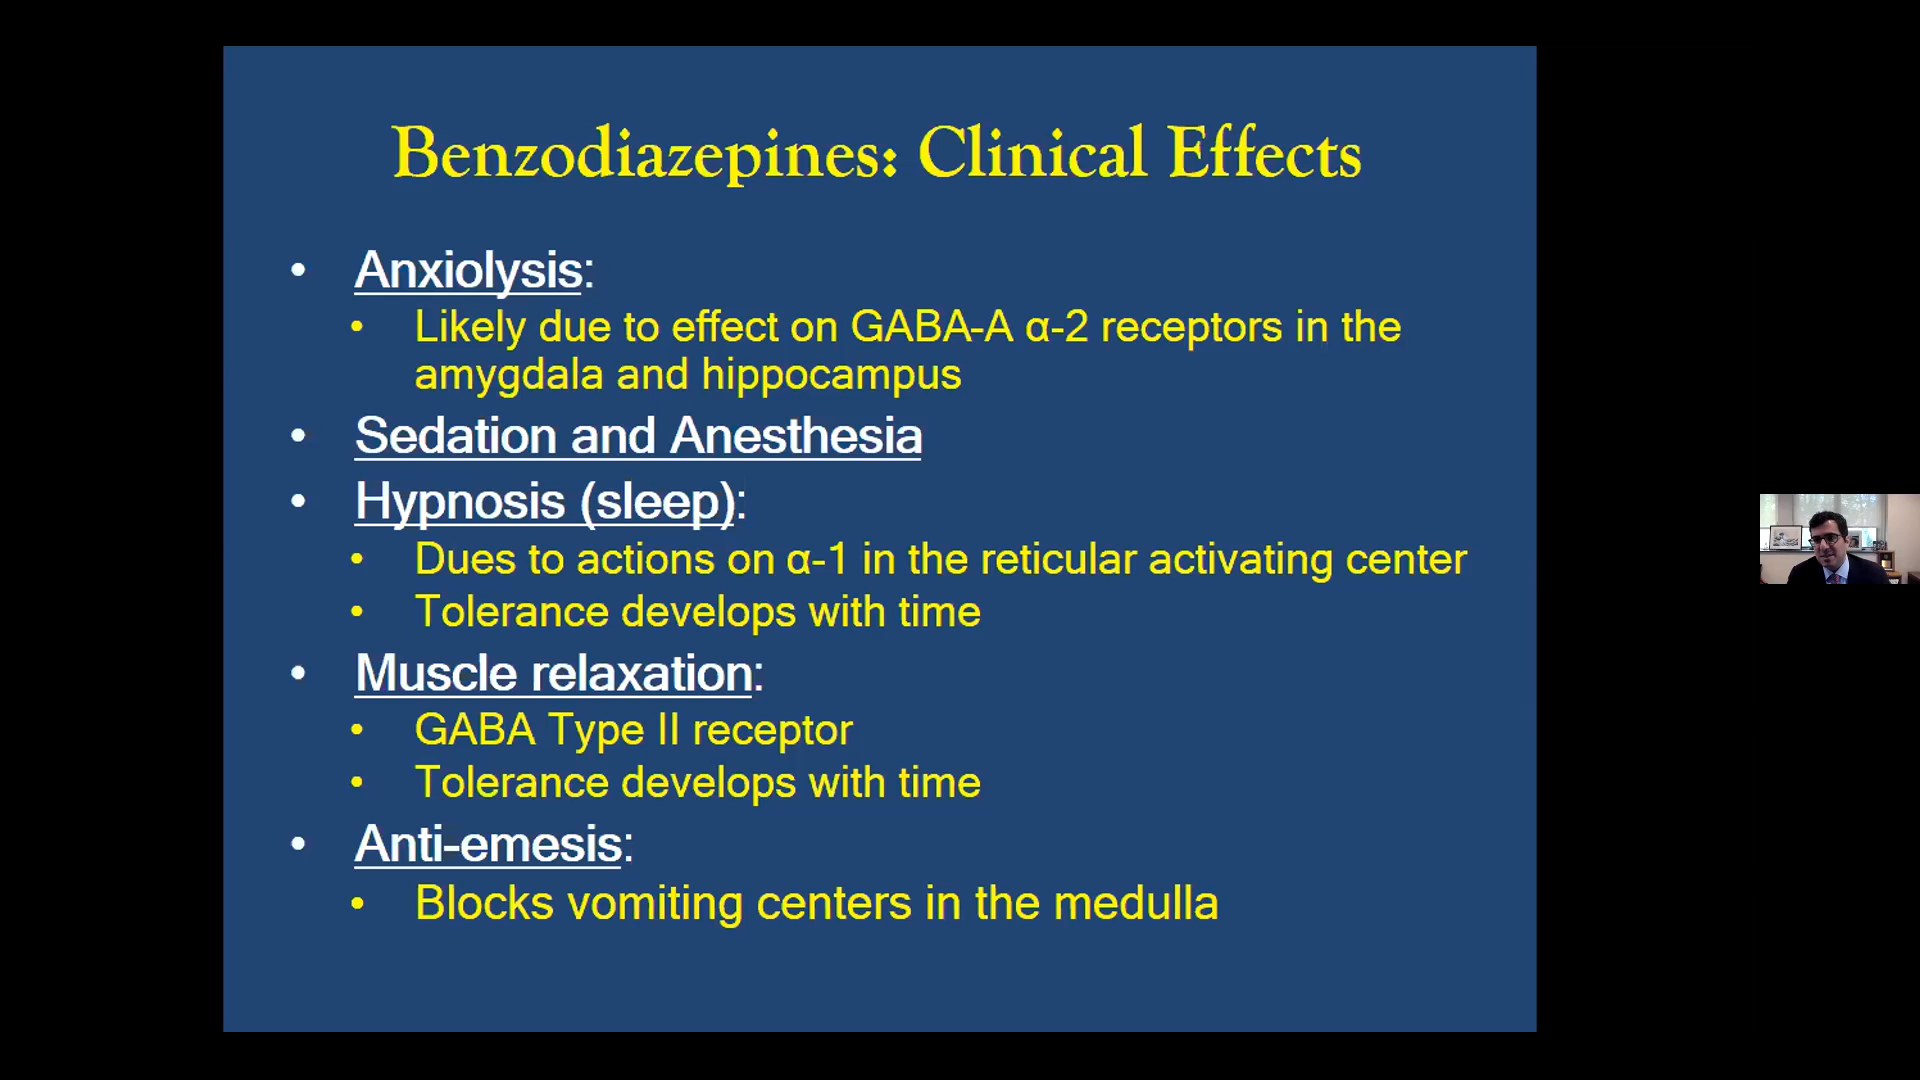 Benzodiazepines: Clinical Effects
• Anxiolysis:
• Likely due to effect on GABA-A α-2 receptors in the
amygdala and hippocampus
• Sedation and Anesthesia
• Hypnosis (sleep):
• Dues to actions on α-1 in the reticular activating center
• Tolerance develops with time
• Muscle relaxation:
• GABA Type II receptor
• Tolerance develops with time
• Anti-emesis:
• Blocks vomiting centers in the medulla